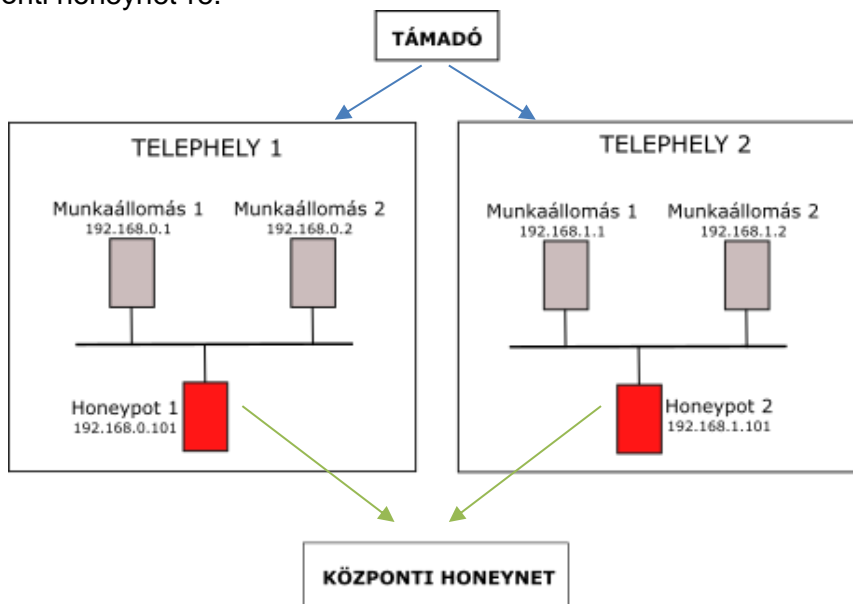 TÁMADÓ
TELEPHELY 1
Munkaállomás 1
192.168.0.1
Munkaállomás 2
192.168.0.2
Honeypot 1
192.168.0.101
TELEPHELY 2
Munkaállomás 1
192.168.1.1
Munkaállomás 2
192.168.1.2
Honeypot 2
192.168.1.101
KÖZPONTI HONEYNET